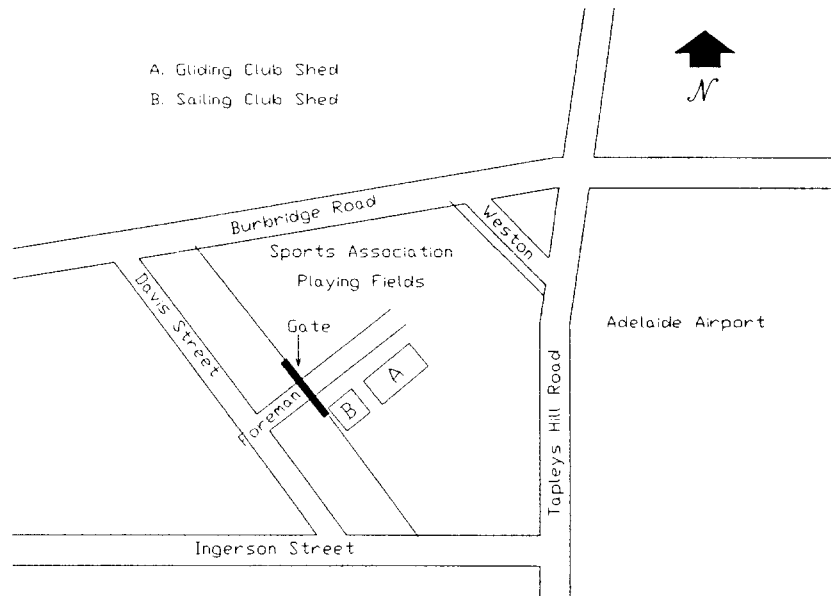 A. Gliding Club Shed
B. Sailing Club Shed
N
Burbridge Road
Weston
Sports Association
Playing Fields
Davis Street
Gate
Adelaide Airport
A
B
Foreman
Tapleys Hill Road
Ingerson Street